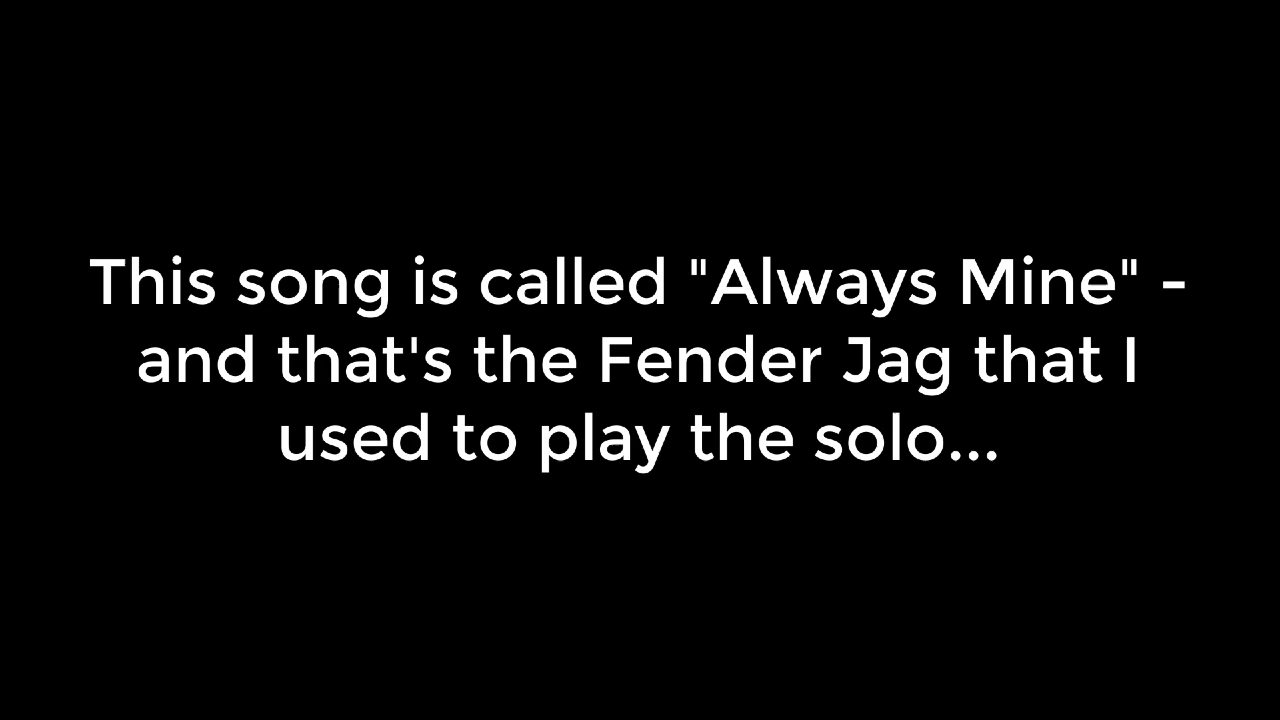 This song is called "Always Mine" -
and that's the Fender Jag that I
used to play the solo...